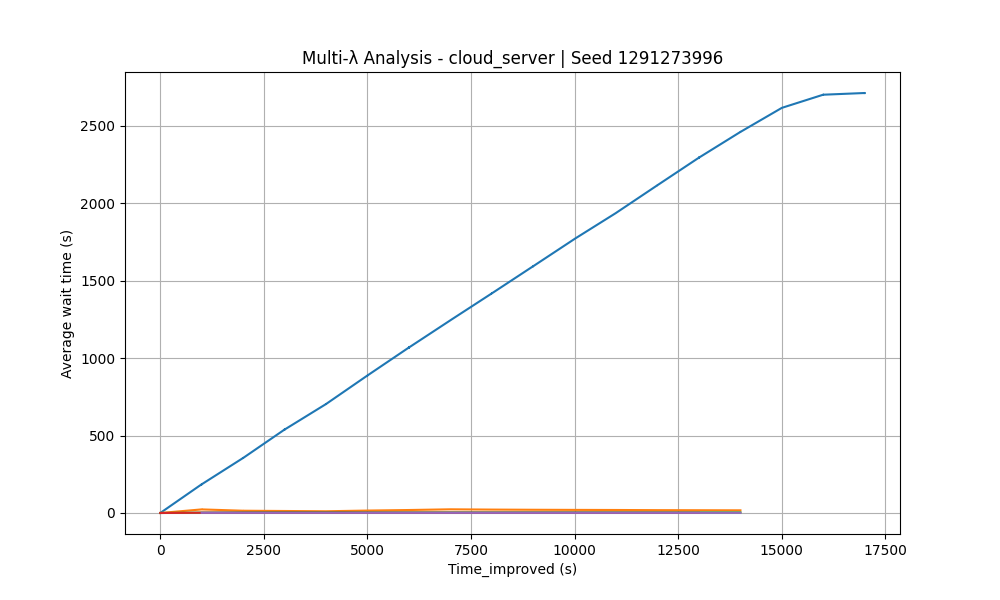 Multi-λ Analysis - cloud_server | Seed 1291273996
Average wait time (s)
2500
2000
1500
1000
500
0
0 2500 5000 7500 10000 12500 15000 17500
Time_improved (s)